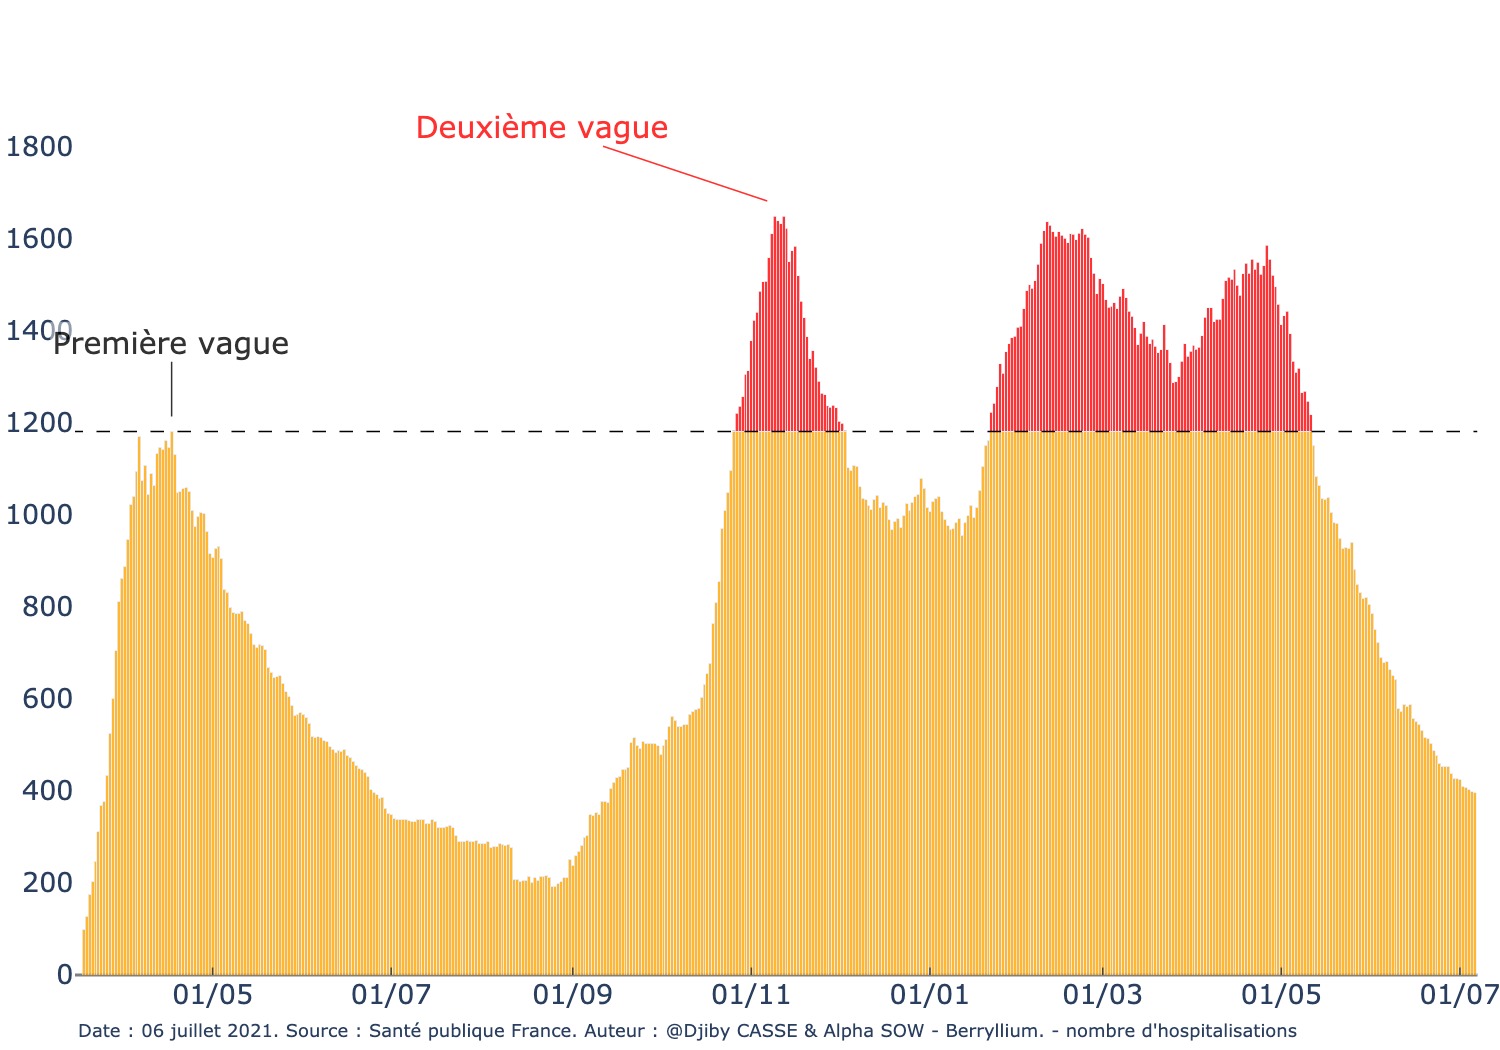 Deuxième vague
1800
1600
1400
Première vague
1200
1000
800
600
400
200
0
01/05 01/07 01/09 01/11 01/01 01/03 01/05 01/07
Date : 06 juillet 2021. Source : Santé publique France. Auteur : @Djiby CASSE & Alpha SOW - Berryllium. - nombre d'hospitalisations